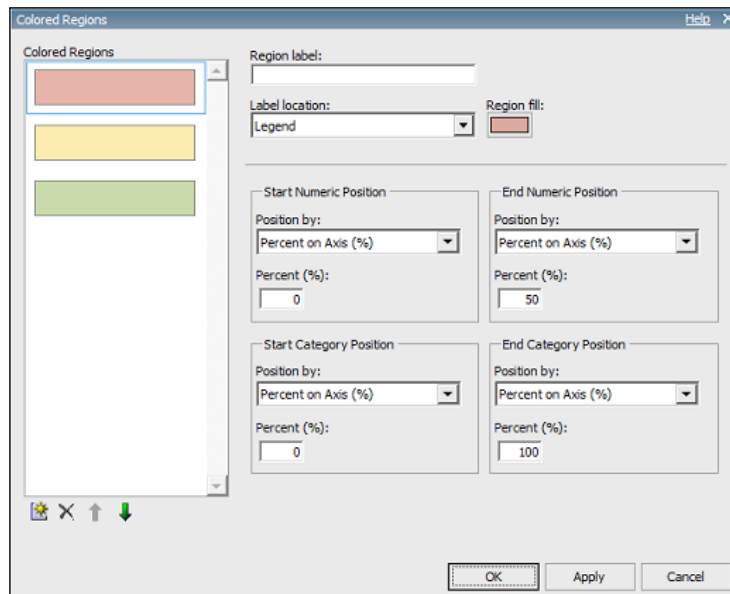 Colored Regions Help
Colored Regions
Region label:
Label location: Region fill:
Legend
Start Numeric Position End Numeric Position
Position by: Position by:
Percent on Axis (%) Percent on Axis (%)
Percent (%): Percent (%):
0 50
Start Category Position End Category Position
Position by: Position by:
Percent on Axis (%) Percent on Axis (%)
Percent (%): Percent (%):
0 100
OK Apply Cancel